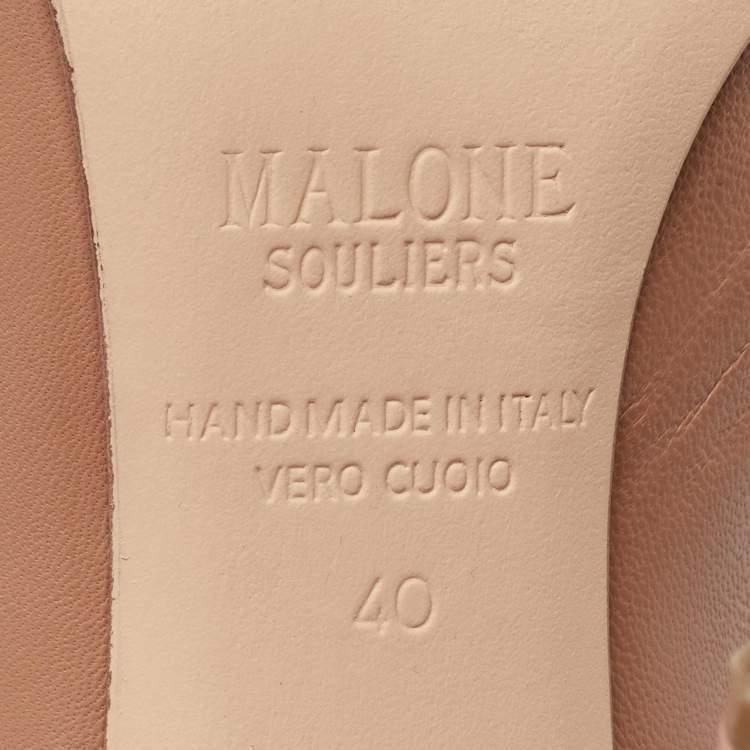 MALONE
SOULIERS
HAND MADE IN ITALY
VERO CUOIO
40